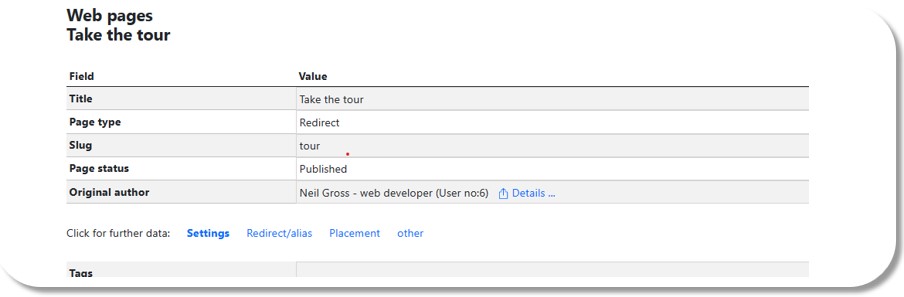 Web pages
Take the tour
Field Value
Title Take the tour
Page type Redirect
Slug tour
Page status Published
Original author Neil Gross - web developer (User no:6) Details ...
Click for further data: Settings Redirect/alias Placement other
Tags